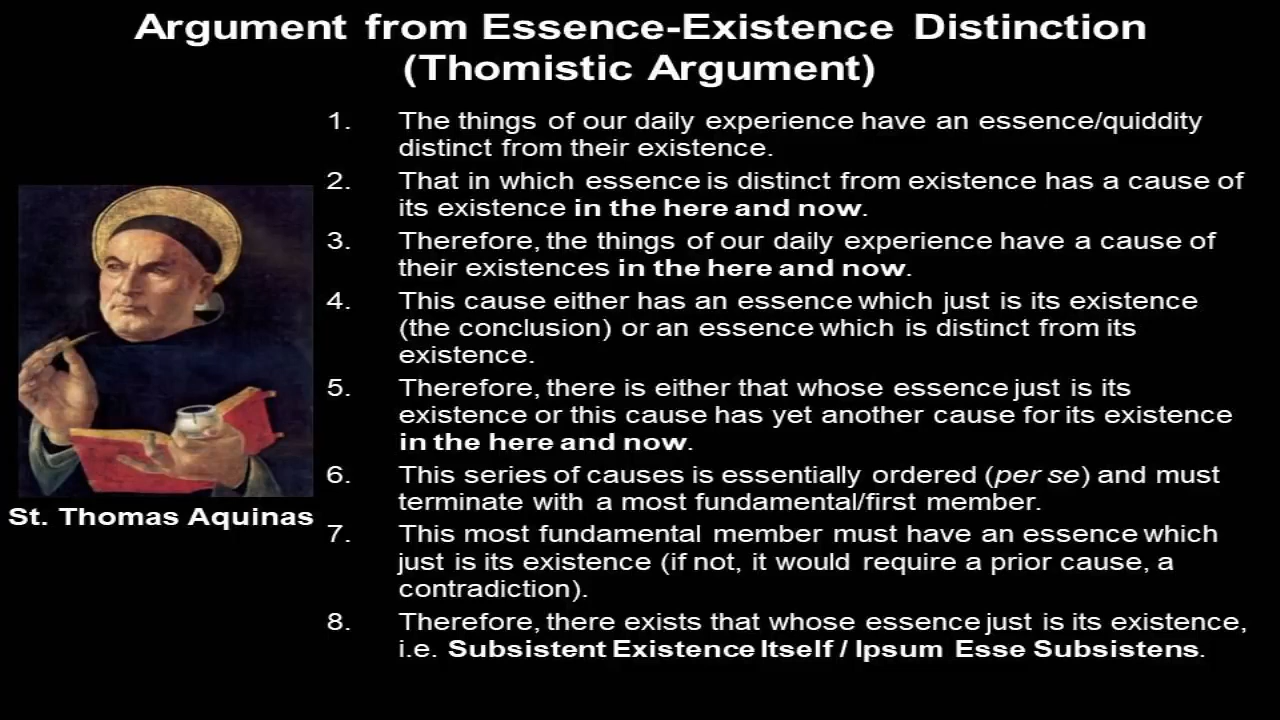 Argument from Essence-Existence Distinction
(Thomistic Argument)
1. The things of our daily experience have an essence/quiddity
distinct from their existence.
2. That in which essence is distinct from existence has a cause of
its existence in the here and now.
3. Therefore, the things of our daily experience have a cause of
their existences in the here and now.
4. This cause either has an essence which just is its existence
(the conclusion) or an essence which is distinct from its
existence.
5. Therefore, there is either that whose essence just is its
existence or this cause has yet another cause for its existence
in the here and now.
6. This series of causes is essentially ordered (per se) and must
terminate with a most fundamental/first member.
7. This most fundamental member must have an essence which
just is its existence (if not, it would require a prior cause, a
contradiction).
8. Therefore, there exists that whose essence just is its existence,
i.e. Subsistent Existence Itself / Ipsum Esse Subsistens.
St. Thomas Aquinas